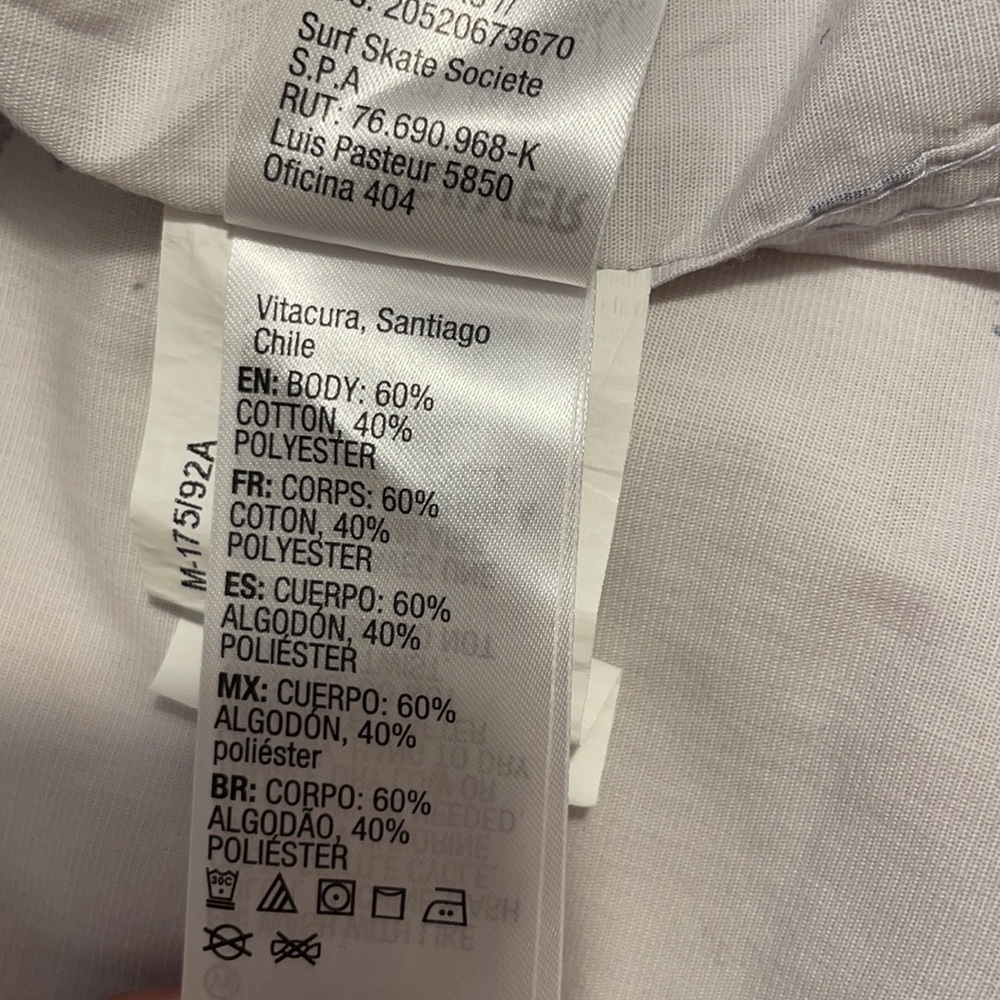 20520673670
Surf Skate Societe
S.P.A
RUT: 76.690.968-K
Luis Pasteur 5850
Oficina 404
Vitacura, Santiago
Chile
EN: BODY: 60%
COTTON, 40%
POLYESTER
FR: CORPS: 60%
COTON, 40%
POLYESTER
ES: CUERPO: 60%
ALGODÓN, 40%
POLIÉSTER
MX: CUERPO: 60%
ALGODÓN, 40%
poliéster
BR: CORPO: 60%
ALGODÃO, 40%
POLIÉSTER
30C
M-175/92A